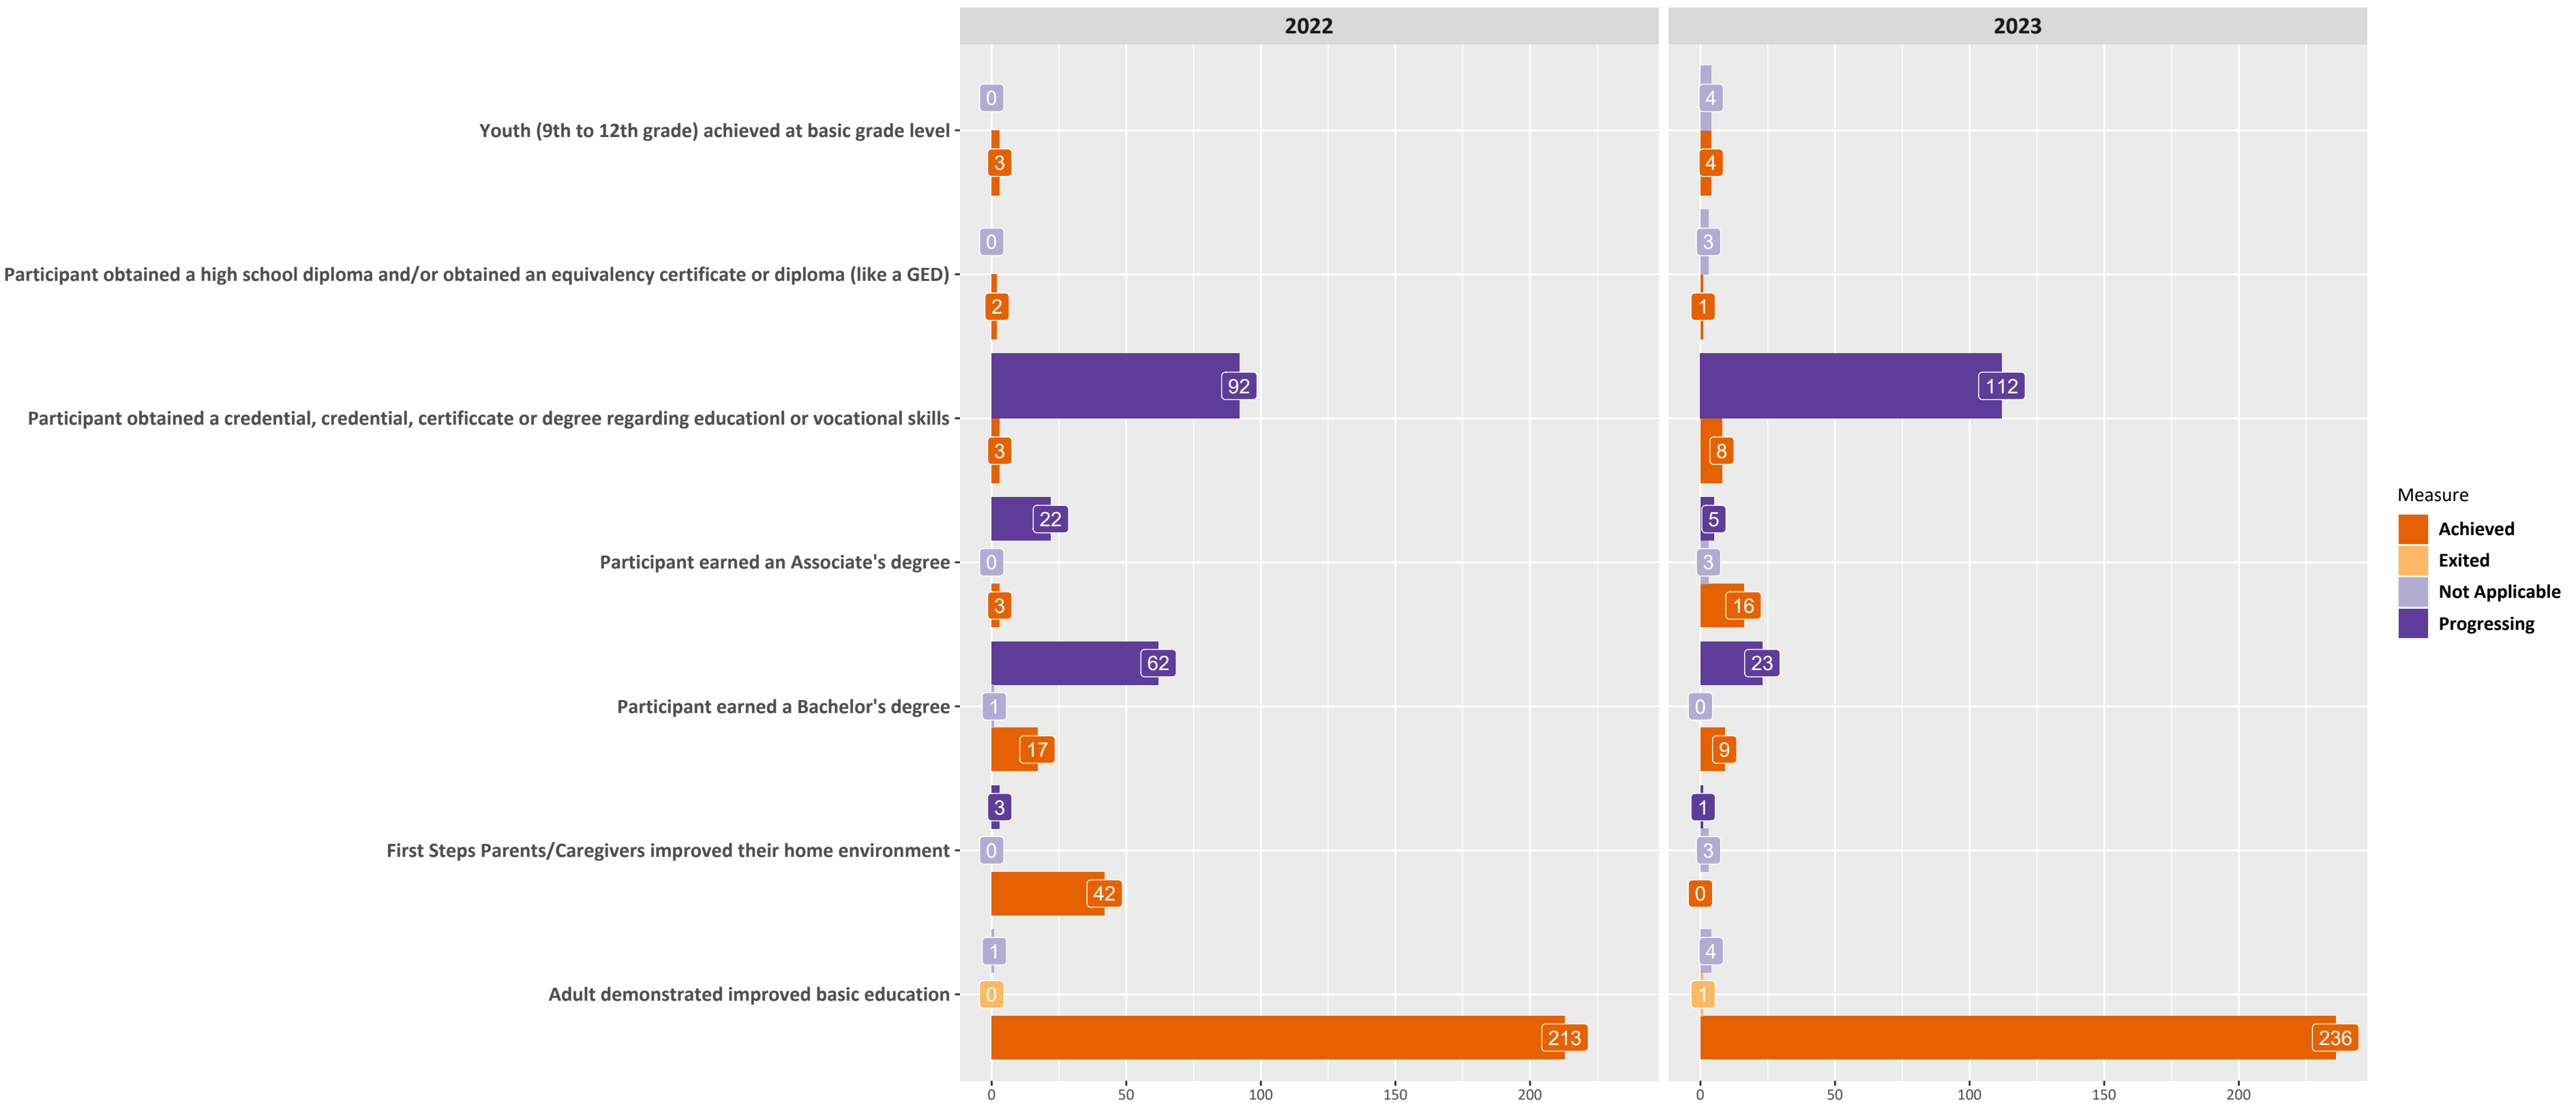 2022
2023
Youth (9th to 12th grade) achieved at basic grade level
0
3
4
4
Participant obtained a high school diploma and/or obtained an equivalency certificate or diploma (like a GED)
0
2
3
1
Participant obtained a credential, credential, certificcate or degree regarding educationl or vocational skills
92
3
112
8
Participant earned an Associate's degree
22
0
3
5
3
16
Participant earned a Bachelor's degree
62
1
17
23
0
9
First Steps Parents/Caregivers improved their home environment
3
0
42
1
3
0
Adult demonstrated improved basic education
1
0
213
4
1
236
0 50 100 150 200
0 50 100 150 200
Measure
Achieved
Exited
Not Applicable
Progressing